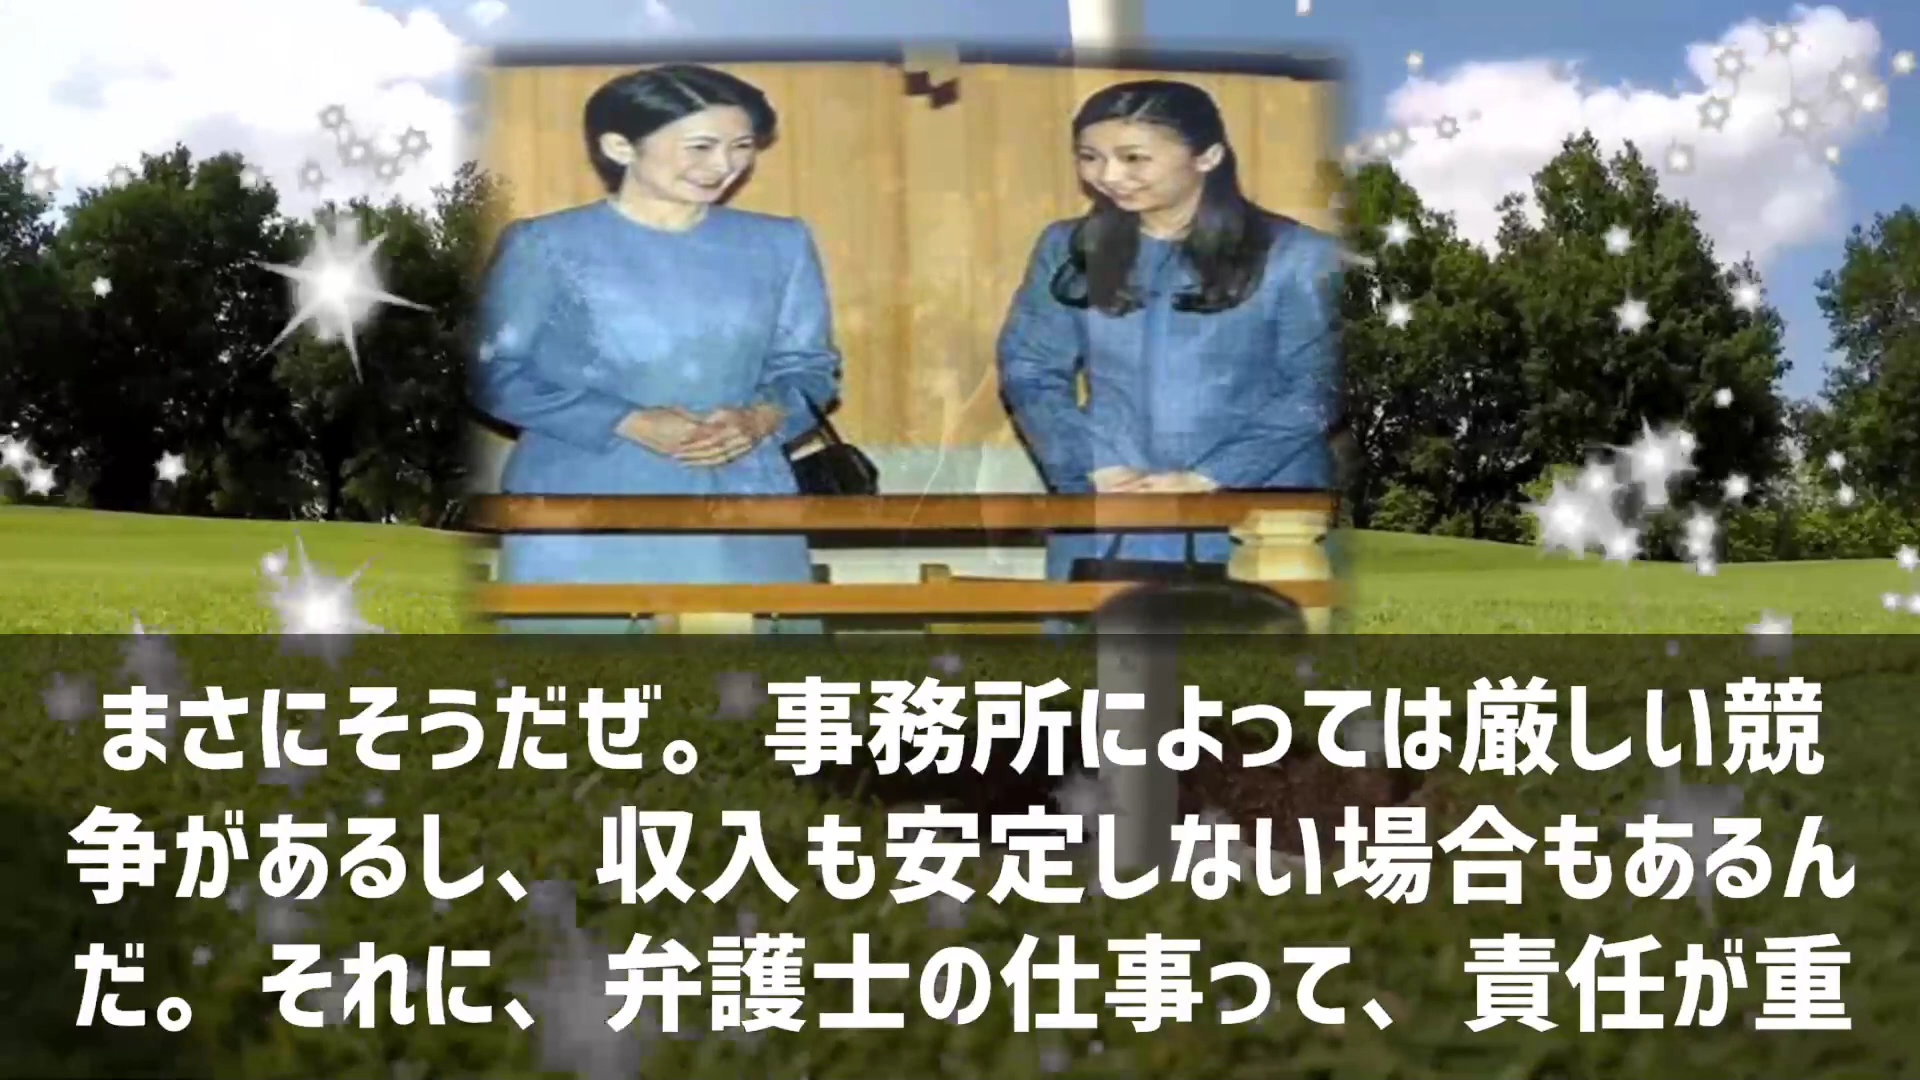 まさにそうだぜ。事務所によっては厳しい競
争があるし、収入も安定しない場合もあるん
だ。それに、弁護士の仕事って、責任が重